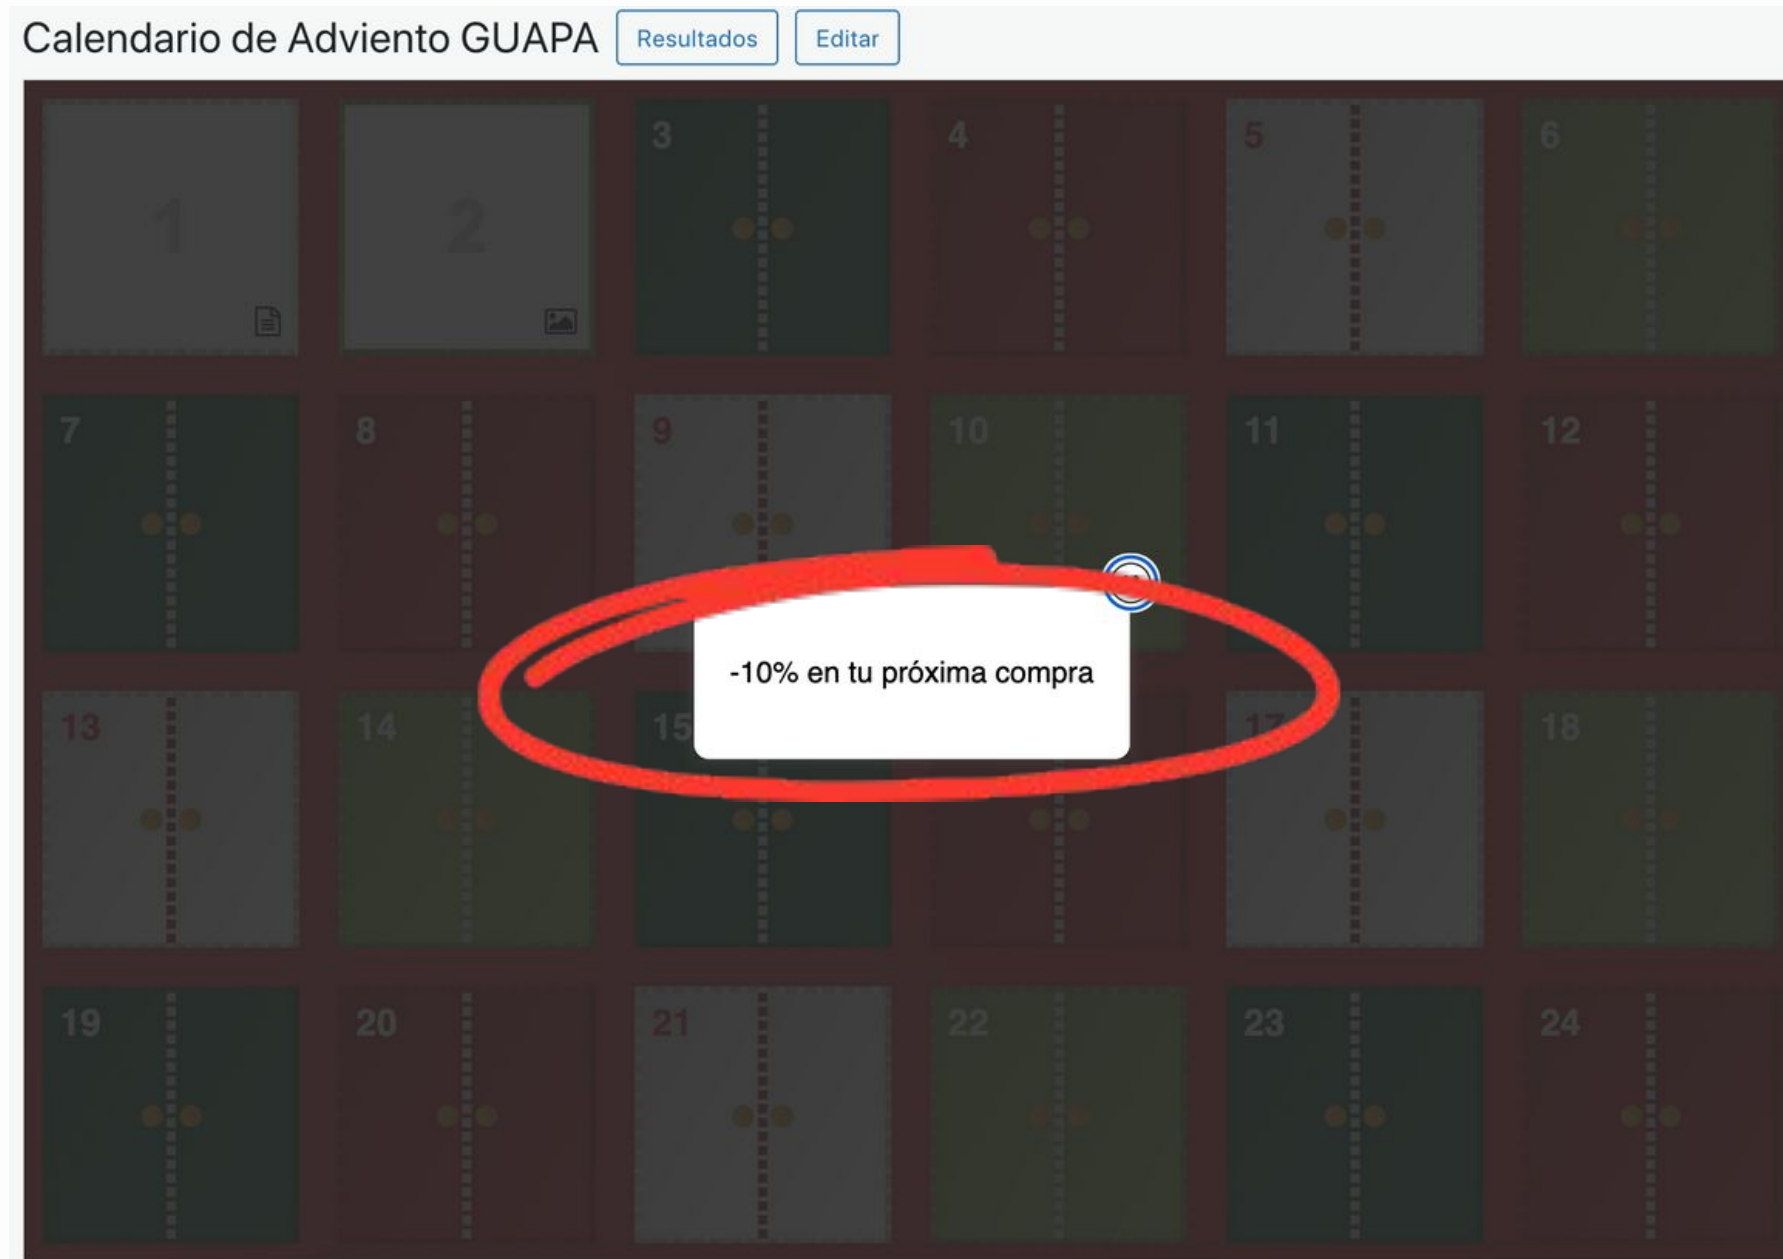 Calendario de Adviento GUAPA Resultados Editar
1 2 3 4 5 6
7 8 9 10 11 12
-10% en tu próxima compra
13 14 15 17 18
19 20 21 22 23 24